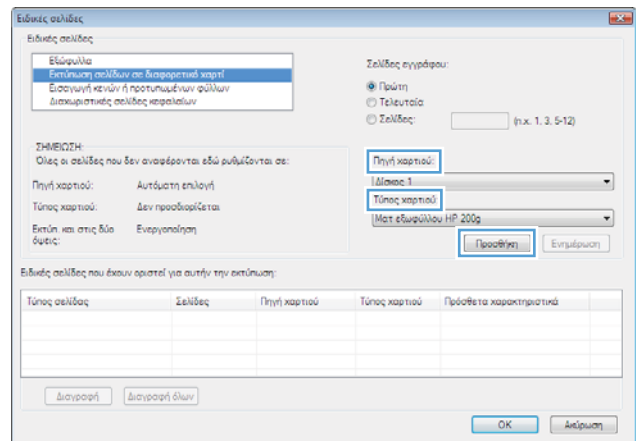 Ειδικές σελίδες
Ειδικές σελίδες
Εξώφυλλα
Εκτύπωση σελίδων σε διαφορετικό χαρτί
Εισαγωγή κενών ή προτυπωμένων φύλλων
Διαχωριστικές σελίδες κεφαλαίων
Σελίδες εγγράφου:
Πρώτη
Τελευταία
Σελίδες:
(π.χ. 1, 3, 5-12)
ΣΗΜΕΙΩΣΗ:
Όλες οι σελίδες που δεν αναφέρονται εδώ ρυθμίζονται σε:
Πηγή χαρτιού: Αυτόματη επιλογή
Τύπος χαρτιού: Δεν προσδιορίζεται
Εκτύπ. και στις δύο όψεις: Ενεργοποίηση
Πηγή χαρτιού:
Δίσκος 1
Τύπος χαρτιού:
Ματ εξωφύλλου HP 200g
Προσθήκη Ενημέρωση
Ειδικές σελίδες που έχουν οριστεί για αυτήν την εκτύπωση:
Τύπος σελίδας Σελίδες Πηγή χαρτιού Τύπος χαρτιού Πρόσθετα χαρακτηριστικά
Διαγραφή Διαγραφή όλων
OK Ακύρωση